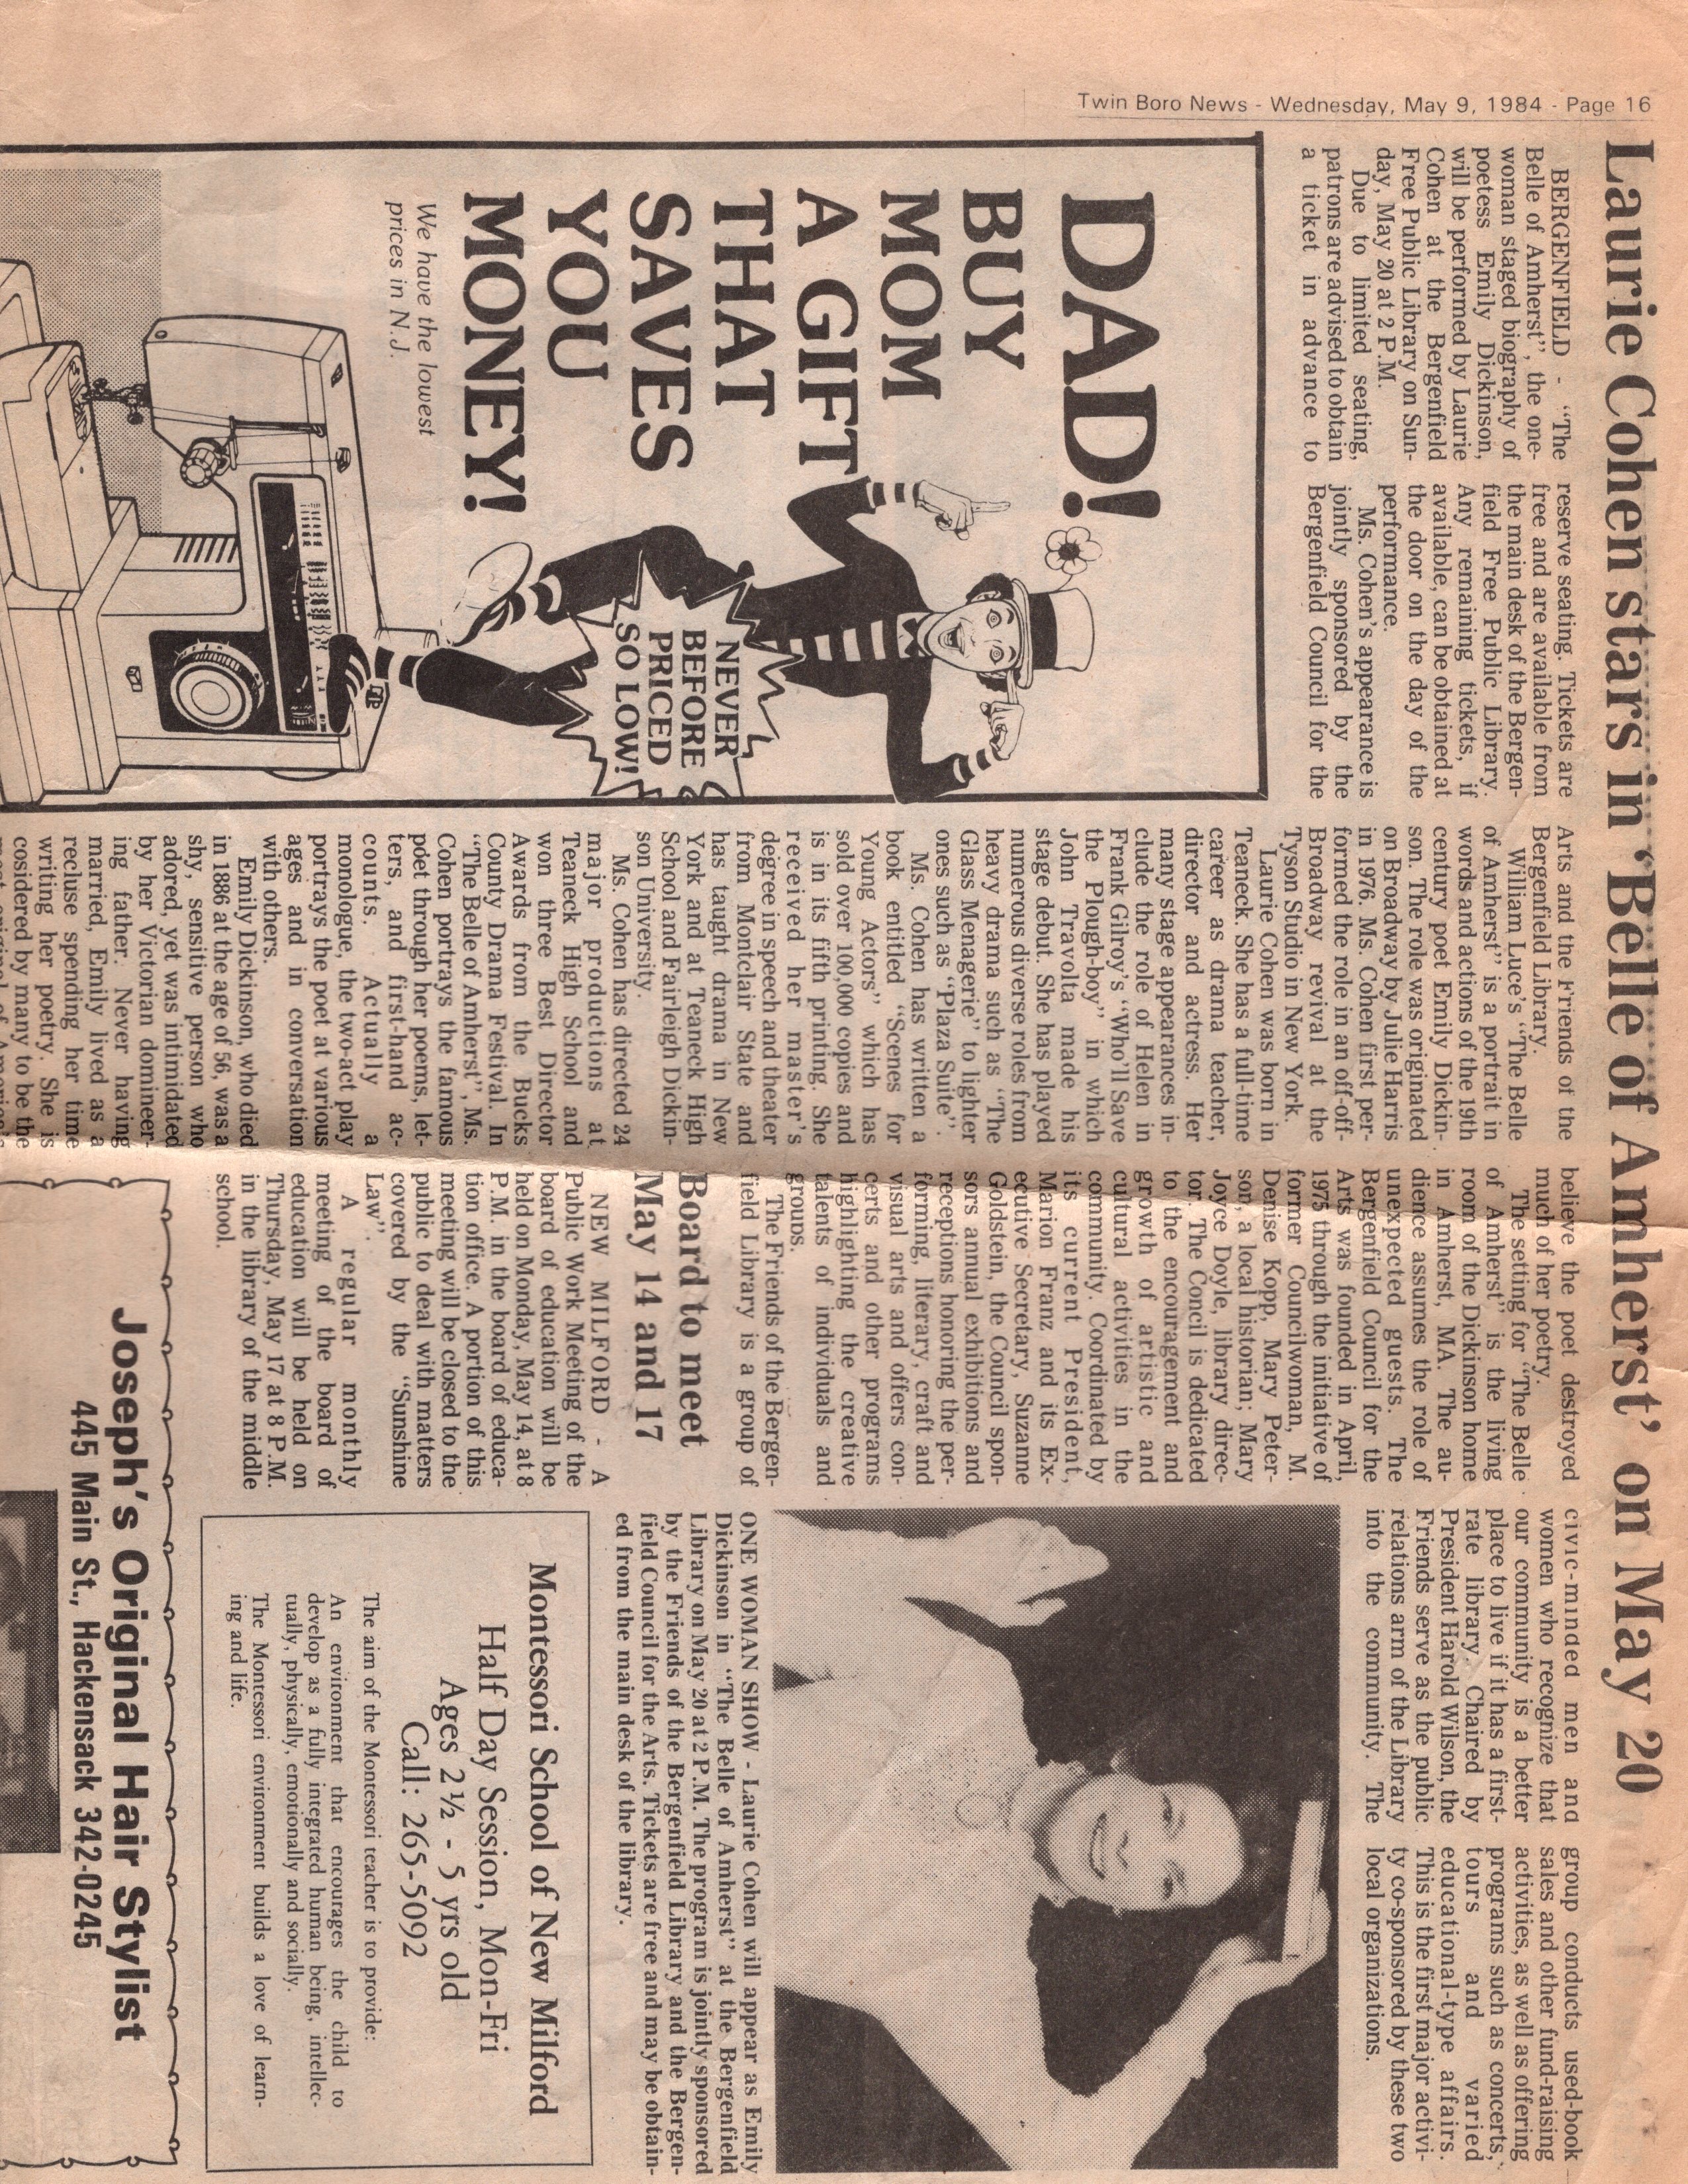 Twin Boro News - Wednesday, May 9, 1984 - Page 16
Laurie Cohen stars in 'Belle of Amherst' on May 20
BERGENFIELD - "The
Belle of Amherst", the one-
woman staged biography of
poetess Emily Dickinson,
will be performed by Laurie
Cohen at the Bergenfield
Free Public Library on Sun-
day, May 20 at 2 P.M.
Due to limited seating,
patrons are advised to obtain
a ticket in advance to
reserve seating. Tickets are
free and are available from
the main desk of the Bergen-
field Free Public Library.
Any remaining tickets, if
available, can be obtained at
the door on the day of the
performance.
Ms. Cohen's appearance is
jointly sponsored by the
Bergenfield Council for the
Arts and the Friends of the
Bergenfield Library.
William Luce's "The Belle
of Amherst" is a portrait in
words and actions of the 19th
century poet Emily Dickin-
son. The role was originated
on Broadway by Julie Harris
in 1976. Ms. Cohen first per-
formed the role in an off-off-
Broadway revival at the
Tyson Studio in New York.
Laurie Cohen was born in
Teaneck. She has a full-time
career as drama teacher,
director and actress. Her
many stage appearances in-
clude the role of Helen in
Frank Gilroy's "Who'll Save
the Plough-boy" in which
John Travolta made his
stage debut. She has played
numerous diverse roles from
heavy drama such as "The
Glass Menagerie" to lighter
ones such as "Plaza Suite".
Ms. Cohen has written a
book entitled "Scenes for
Young Actors" which has
sold over 100,000 copies and
is in its fifth printing. She
received her master's
degree in speech and theater
from Montclair State and
has taught drama in New
York and at Teaneck High
School and Fairleigh Dickin-
son University.
Ms. Cohen has directed 24
major productions at
Teaneck High School and
won three Best Director
Awards from the Bucks
County Drama Festival. In
"The Belle of Amherst", Ms.
Cohen portrays the famous
poet through her poems, let-
ters, and first-hand ac-
counts. Actually a
monologue, the two-act play
portrays the poet at various
ages and in conversation
with others.
Emily Dickinson, who died
in 1886 at the age of 56, was a
shy, sensitive person who
adored, yet was intimidated
by her Victorian domineer-
ing father. Never having
married, Emily lived as a
recluse spending her time
writing her poetry. She is
cosidered by many to be the
most original of America's
believe the poet destroyed
much of her poetry.
The setting for "The Belle
of Amherst" is the living
room of the Dickinson home
in Amherst, MA. The au-
dience assumes the role of
unexpected guests. The
Bergenfield Council for the
Arts was founded in April,
1975 through the initiative of
former Councilwoman, M.
Demise Kopp, Mary Peter-
son, a local historian; Mary
Joyce Doyle, library direc-
tor. The Council is dedicated
to the encouragement and
growth of artistic and
cultural activities in the
community. Coordinated by
its current President,
Marion Franz and its Ex-
ecutive Secretary, Suzanne
Goldstein, the Council spon-
sors annual exhibitions and
receptions honoring the per-
forming, literary, craft and
visual arts and offers con-
certs and other programs
highlighting the creative
talents of individuals and
groups.
The Friends of the Bergen-
field Library is a group of
civic-minded men and
women who recognize that
our community is a better
place to live if it has a first-
rate library. Chaired by
President Harold Wilson, the
Friends serve as the public
relations arm of the Library
into the community. The
group conducts used-book
sales and other fund-raising
activities, as well as offering
programs such as concerts,
tours and varied
educational-type affairs.
This is the first major activi-
ty co-sponsored by these two
local organizations.
ONE WOMAN SHOW - Laurie Cohen will appear as Emily
Dickinson in "The Belle of Amherst" at the Bergenfield
Library on May 20 at 2 P.M. The program is jointly sponsored
by the Friends of the Bergenfield Library and the Bergen-
field Council for the Arts. Tickets are free and may be obtain-
ed from the main desk of the library.
Board to meet
May 14 and 17
NEW MILFORD - A
Public Work Meeting of the
board of education will be
held on Monday, May 14, at 8
P.M. in the board of educa-
tion office. A portion of this
meeting will be closed to the
public to deal with matters
covered by the "Sunshine
Law".
A regular monthly
meeting of the board of
education will be held on
Thursday, May 17 at 8 P.M.
in the library of the middle
school.
DAD!
BUY
MOM
A GIFT
THAT
SAVES
YOU
MONEY!
We have the lowest
prices in N.J.
NEVER
BEFORE
PRICED
SO LOW!
Montessori School of New Milford
Half Day Session, Mon-Fri
Ages 2½ - 5 yrs old
Call: 265-5092
The aim of the Montessori teacher is to provide:
An environment that encourages the child to
develop as a fully integrated human being, intellec-
tually, physically, emotionally and socially.
The Montessori environment builds a love of learn-
ing and life.
Joseph's Original Hair Stylist
445 Main St., Hackensack 342-0245